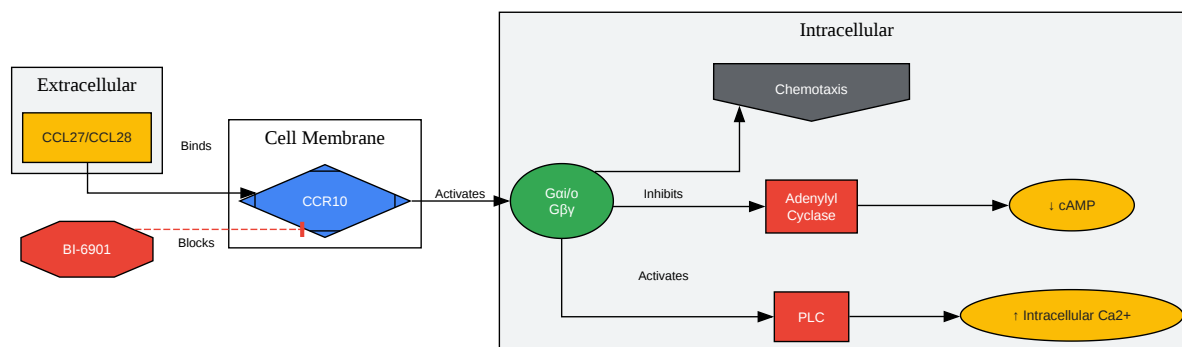 Intracellular
Extracellular
Chemotaxis
CCL27/CCL28
Binds
Cell Membrane
CCR10
Activates
Gαi/o
Gβγ
Inhibits
Adenylyl
Cyclase
↓ cAMP
BI-6901
Blocks
Activates
PLC
↑ Intracellular Ca2+